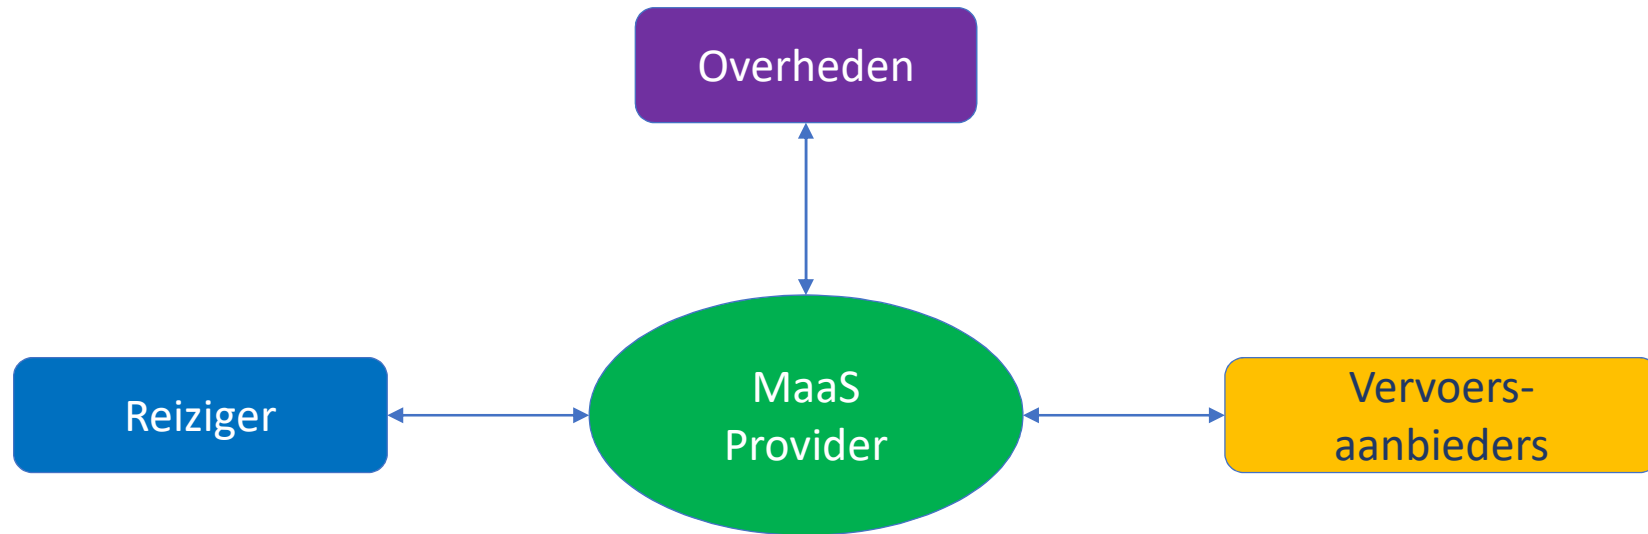 Overheden
Reiziger
MaaS
Provider
Vervoers-
aanbieders